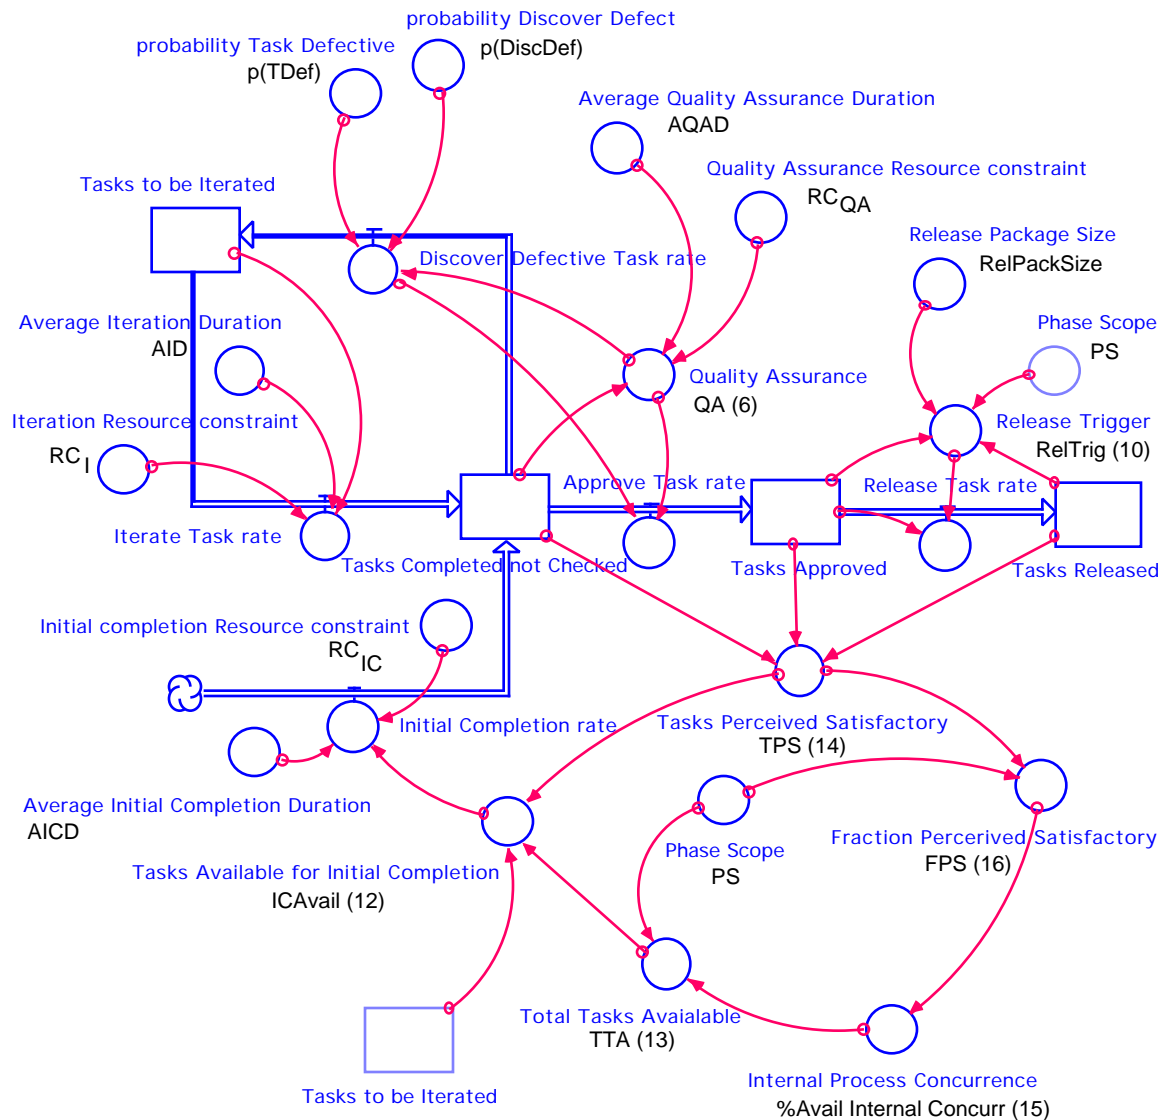 probability Discover Defect
p(DiscDef)
probability Task Defective
p(TDef)
Average Quality Assurance Duration
AQAD
Quality Assurance Resource constraint
RC QA
Tasks to be Iterated
Release Package Size
RelPackSize
Discover Defective Task rate
Average Iteration Duration
AID
Phase Scope
PS
Quality Assurance
QA (6)
Iteration Resource constraint
RC I
Release Trigger
RelTrig (10)
Approve Task rate
Release Task rate
Iterate Task rate
Tasks Completed not Checked
Tasks Approved
Tasks Released
Initial completion Resource constraint
RC IC
Initial Completion rate
Tasks Perceived Satisfactory
TPS (14)
Average Initial Completion Duration
AICD
Fraction Percerived Satisfactory
FPS (16)
Phase Scope
PS
Tasks Available for Initial Completion
ICAvail (12)
Total Tasks Avaialable
TTA (13)
Internal Process Concurrence
%Avail Internal Concurr (15)
Tasks to be Iterated